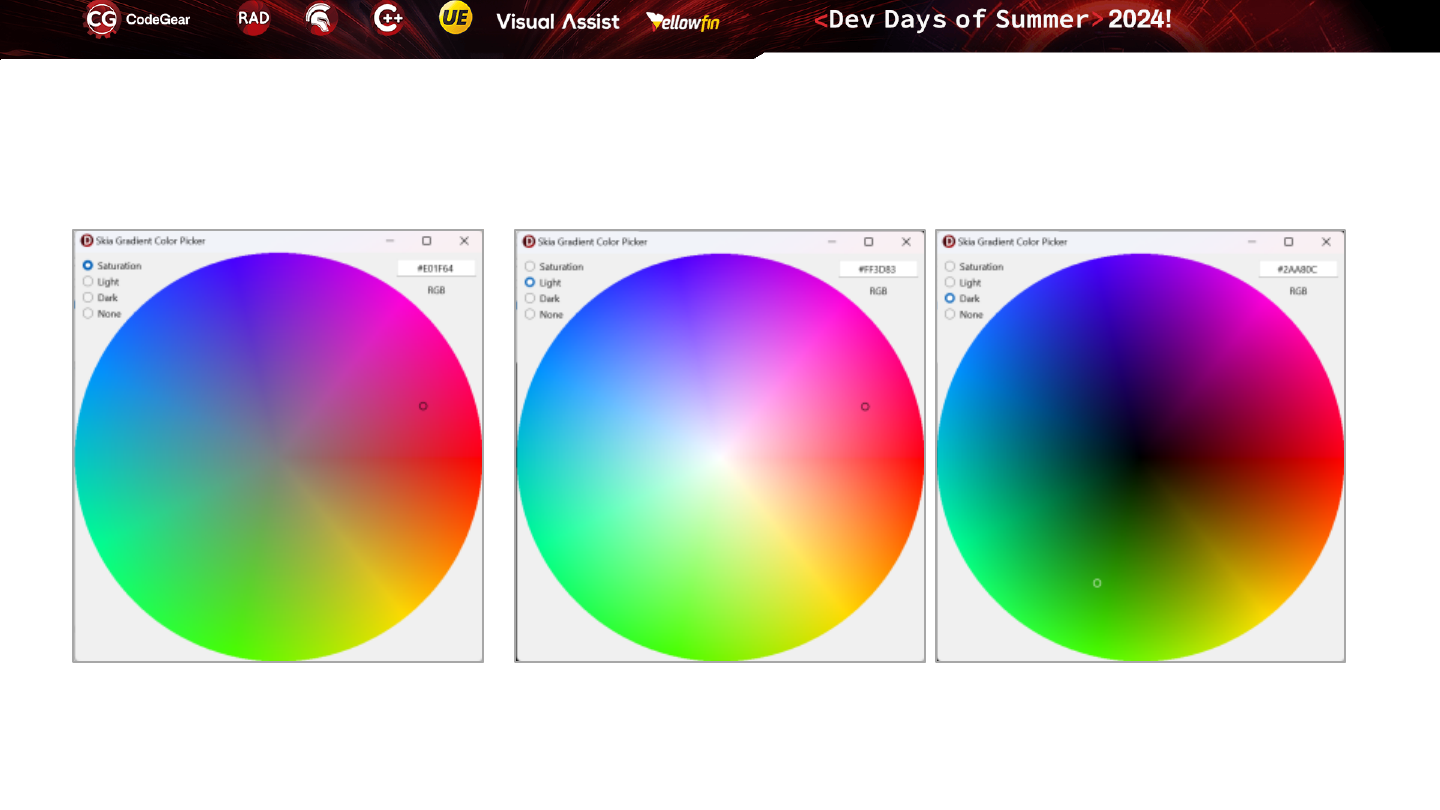 CG CodeGear RAD C++ UE Visual Assist Yellowfin <Dev Days of Summer> 2024!
D Skia Gradient Color Picker
Saturation
Light
Dark
None
#E01F64
RGB
D Skia Gradient Color Picker
Saturation
Light
Dark
None
#FF3D83
RGB
D Skia Gradient Color Picker
Saturation
Light
Dark
None
#2AA80C
RGB